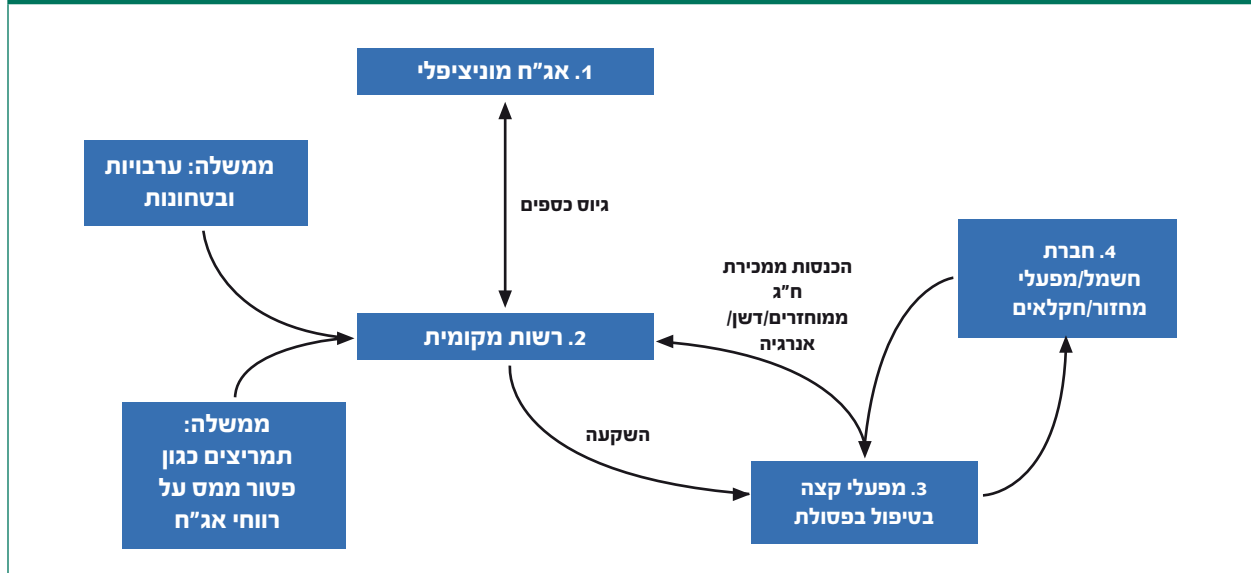 1. אג"ח מוניציפלי
ממשלה: ערבויות
ובטחונות
גיוס כספים
4. חברת
חשמל/מפעלי
מחזור/חקלאים
הכנסות ממכירת
ח"ג
ממוחזרים/דשן/
אנרגיה
2. רשות מקומית
ממשלה:
תמריצים כגון
פטור ממס על
רווחי אג"ח
השקעה
3. מפעלי קצה
בטיפול בפסולת